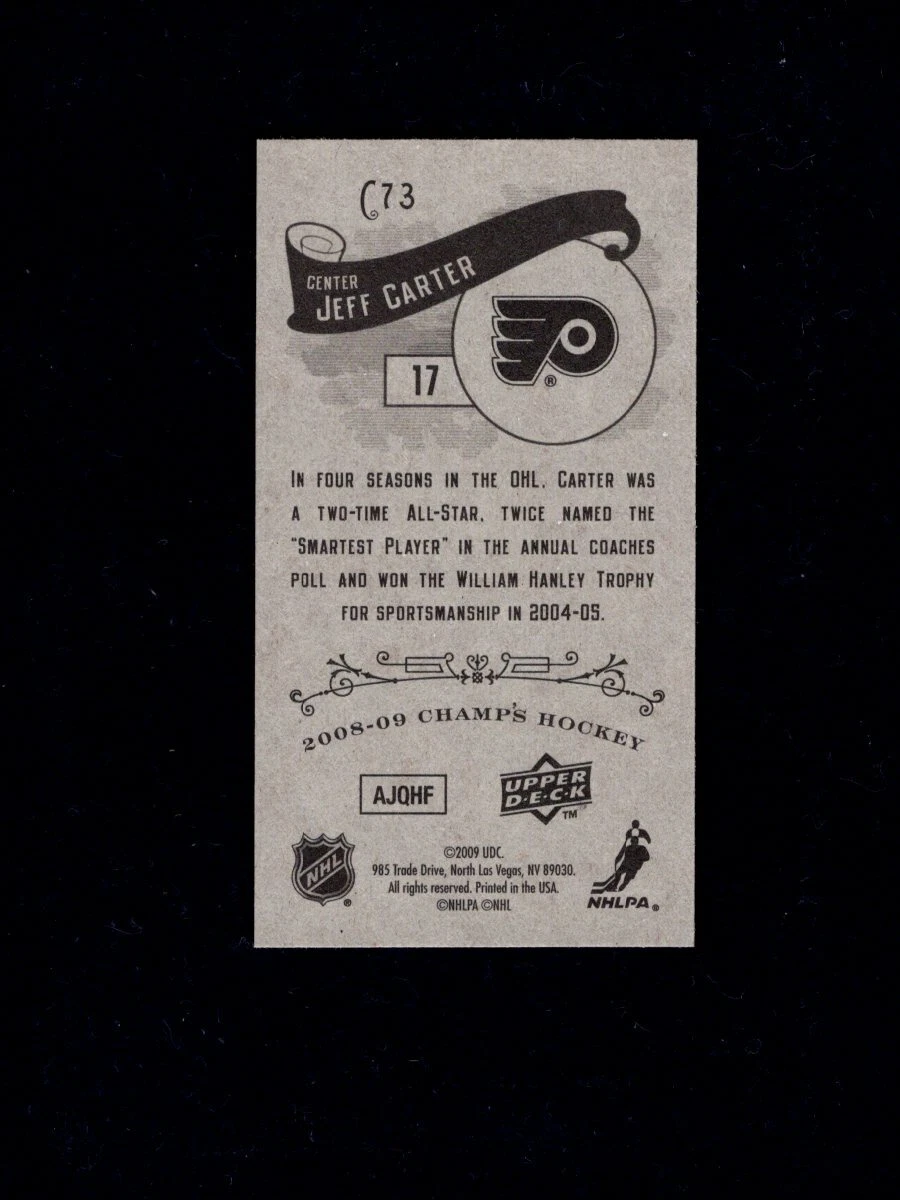 C73
CENTER
JEFF CARTER
17
®
IN FOUR SEASONS IN THE OHL, CARTER WAS
A TWO-TIME ALL-STAR, TWICE NAMED THE
"SMARTEST PLAYER" IN THE ANNUAL COACHES
POLL AND WON THE WILLIAM HANLEY TROPHY
FOR SPORTSMANSHIP IN 2004-05.
2008-09 CHAMP'S HOCKEY
AJQHF
UPPER
D·E·C·K
TM
NHL
®
©2009 UDC.
985 Trade Drive, North Las Vegas, NV 89030.
All rights reserved. Printed in the USA.
©NHLPA ©NHL
NHLPA®